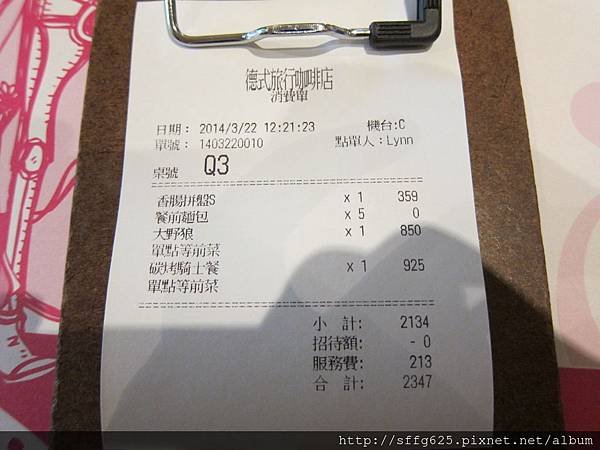 德式旅行咖啡店
消費單
日期: 2014/3/22 12:21:23 機台:C
單號: 1403220010 點單人:Lynn
桌號 Q3
香腸拼盤S x 1 359
餐前麵包 x 5 0
大野狼 x 1 850
單點等前菜
碳烤騎士餐 x 1 925
單點等前菜
小 計: 2134
招待額: - 0
服務費: 213
合 計: 2347
http://sffg625.pixnet.net/album